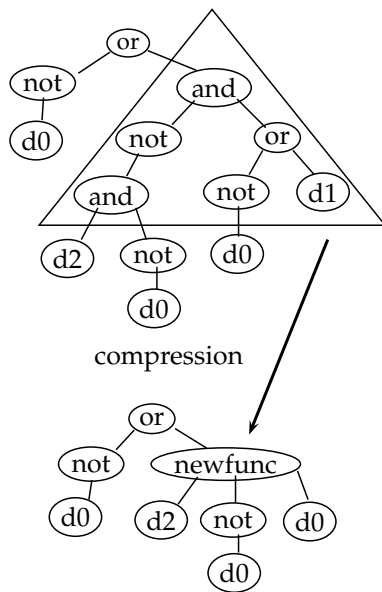 or
not and
d0 not or
and not d1
d2 not d0
d0
compression
or
not newfunc
d0 d2 not d0
d0